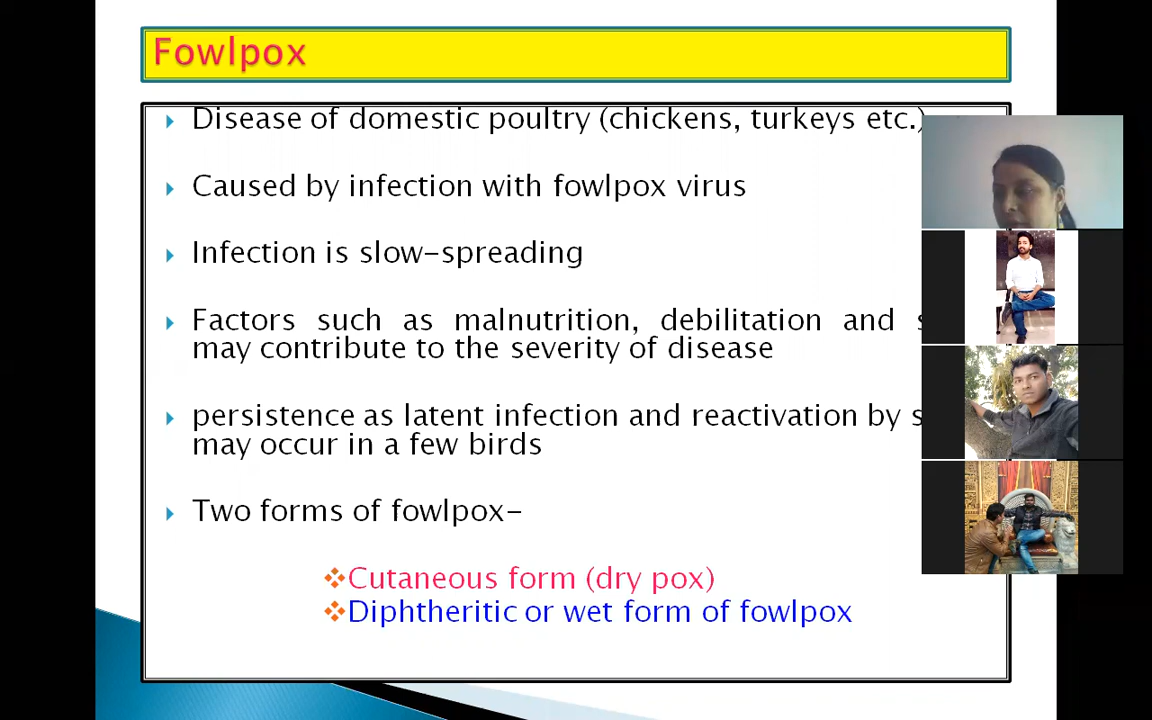 Fowlpox
Disease of domestic poultry (chickens, turkeys etc.)
Caused by infection with fowlpox virus
Infection is slow-spreading
Factors such as malnutrition, debilitation and
may contribute to the severity of disease
persistence as latent infection and reactivation by
may occur in a few birds
Two forms of fowlpox-
Cutaneous form (dry pox)
Diphtheritic or wet form of fowlpox